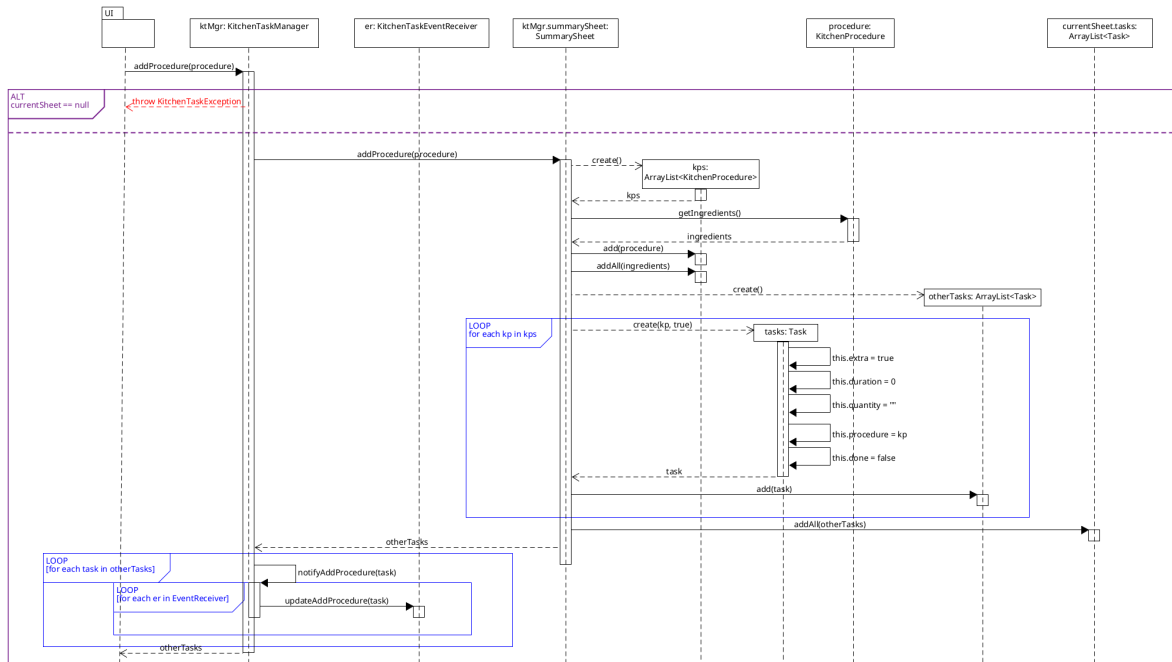 UI
ktMgr: KitchenTaskManager
er: KitchenTaskEventReceiver
ktMgr.summarySheet:
SummarySheet
procedure:
KitchenProcedure
currentSheet.tasks:
ArrayList<Task>
addProcedure(procedure)
ALT
currentSheet == null
throw KitchenTaskException
addProcedure(procedure)
create()
kps:
ArrayList<KitchenProcedure>
kps
getIngredients()
ingredients
add(procedure)
addAll(ingredients)
create()
otherTasks: ArrayList<Task>
LOOP
for each kp in kps
create(kp, true)
tasks: Task
this.extra = true
this.duration = 0
this.quantity = ""
this.procedure = kp
this.done = false
task
add(task)
addAll(otherTasks)
otherTasks
LOOP
[for each task in otherTasks]
notifyAddProcedure(task)
LOOP
[for each er in EventReceiver]
updateAddProcedure(task)
otherTasks